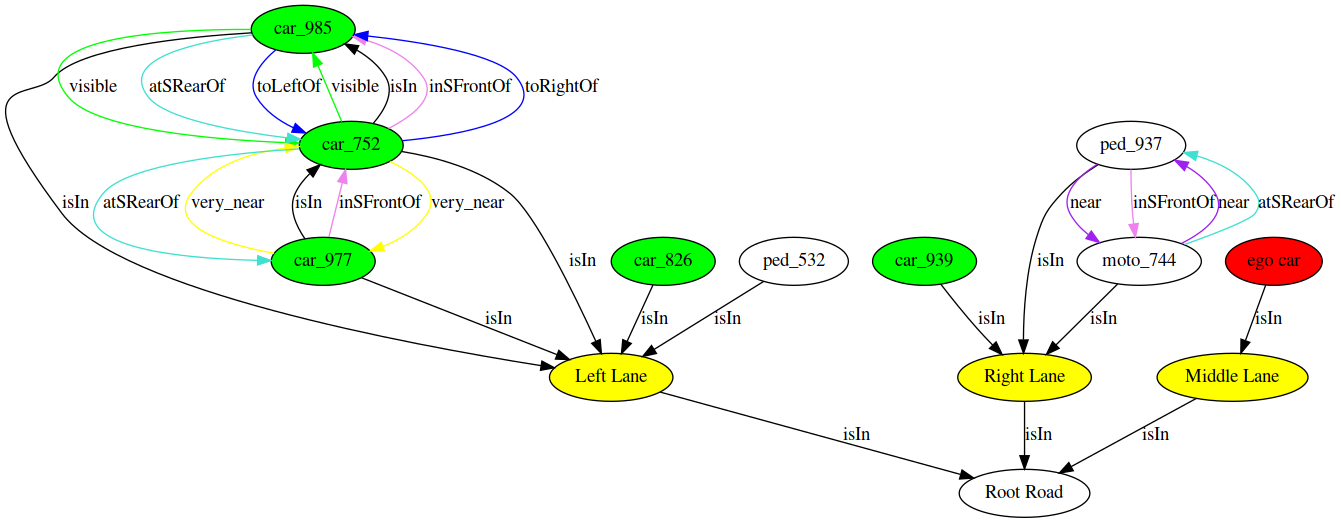 car_985
visible
atSRearOf
toLeftOf
visible
isIn
inSFrontOf
toRightOf
car_752
ped_937
isIn
atSRearOf
very_near
isIn
inSFrontOf
very_near
near
inSFrontOf
near
atSRearOf
car_977
isIn
car_826
ped_532
car_939
isIn
moto_744
ego car
isIn
isIn
isIn
isIn
isIn
isIn
Left Lane
Right Lane
Middle Lane
isIn
isIn
isIn
Root Road